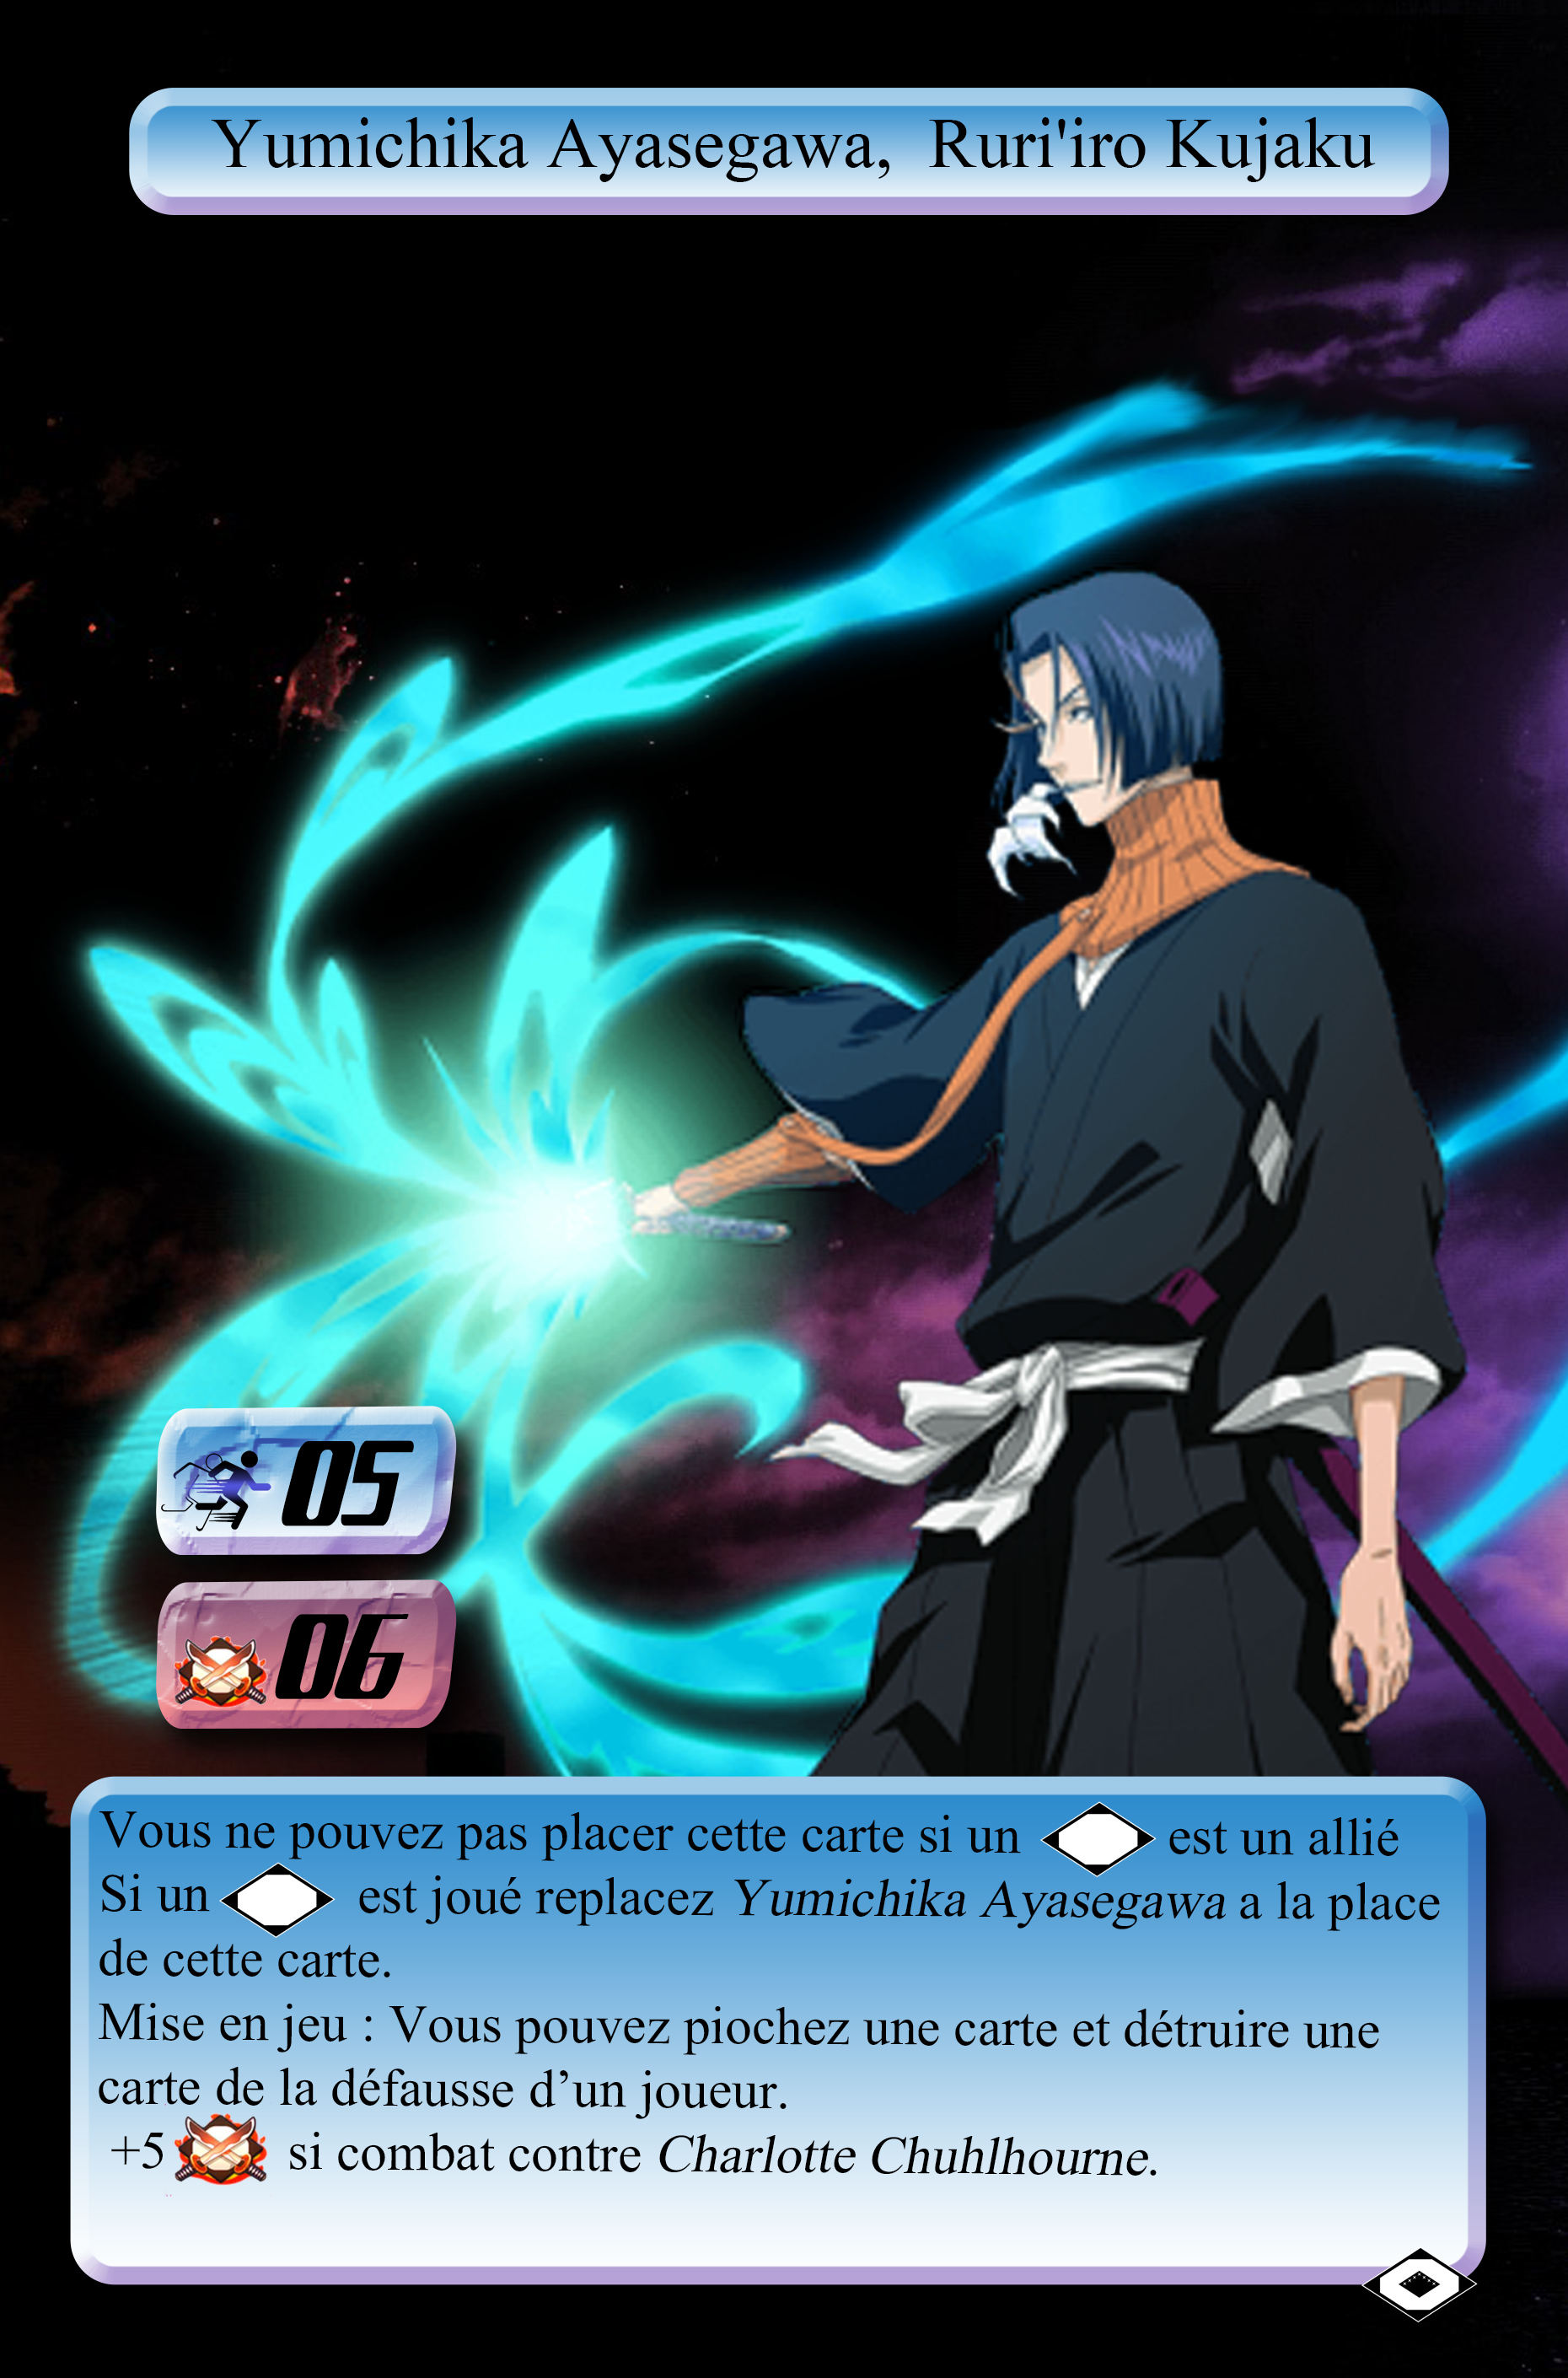 Yumichika Ayasegawa, Ruri'iro Kujaku
05
06
Vous ne pouvez pas placer cette carte si un est un allié
Si un est joué replacez Yumichika Ayasegawa a la place
de cette carte.
Mise en jeu : Vous pouvez piochez une carte et détruire une
carte de la défausse d’un joueur.
+5 si combat contre Charlotte Chuhlhourne.